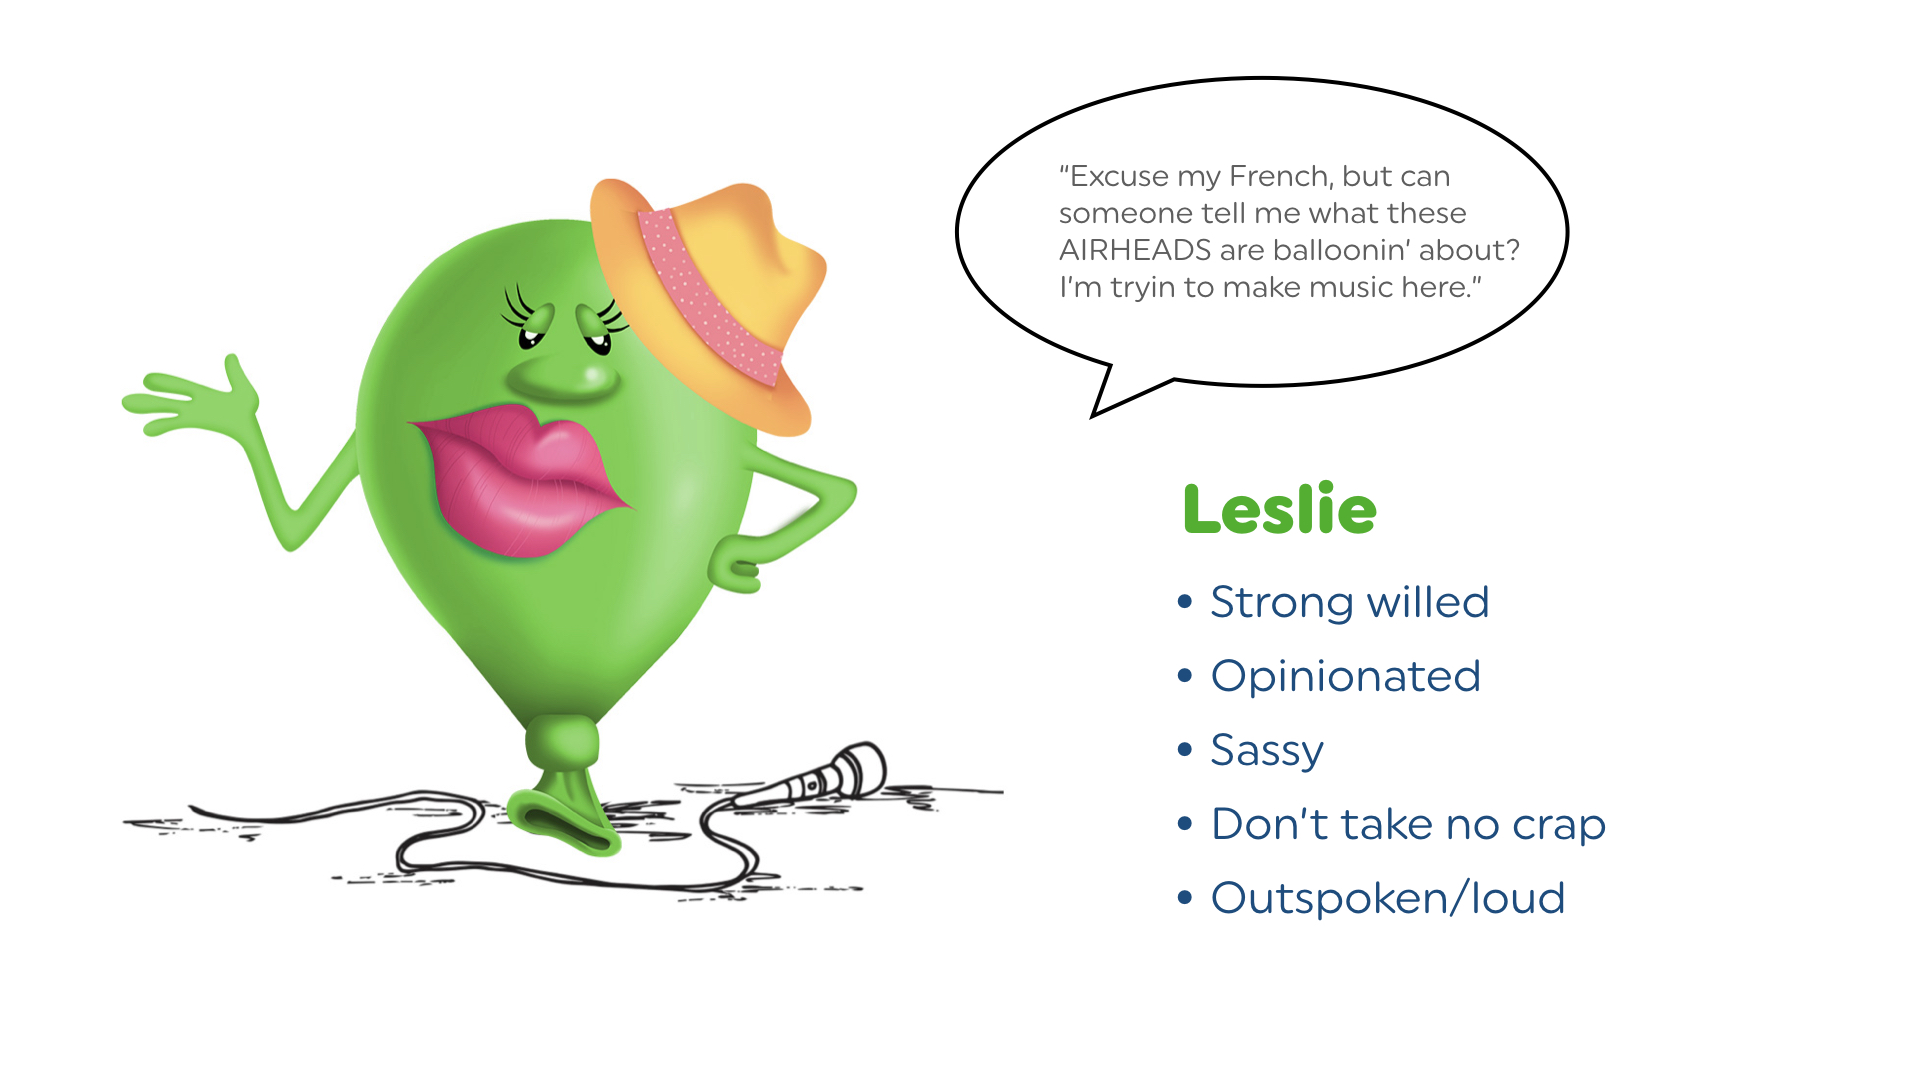 “Excuse my French, but can
someone tell me what these
AIRHEADS are balloonin’ about?
I’m tryin to make music here.”
Leslie
• Strong willed
• Opinionated
• Sassy
• Don’t take no crap
• Outspoken/loud